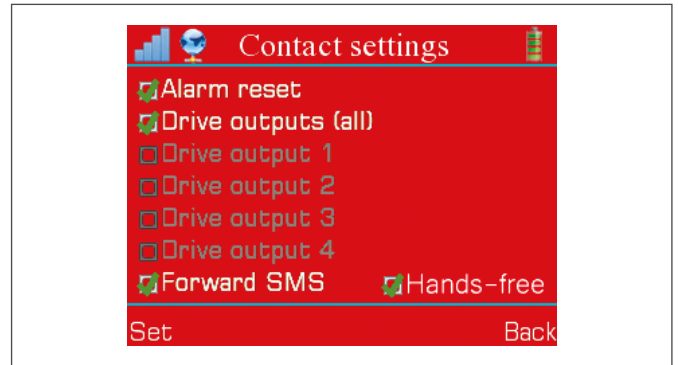 Contact settings
Alarm reset
Drive outputs (all)
Drive output 1
Drive output 2
Drive output 3
Drive output 4
Forward SMS Hands-free
Set Back